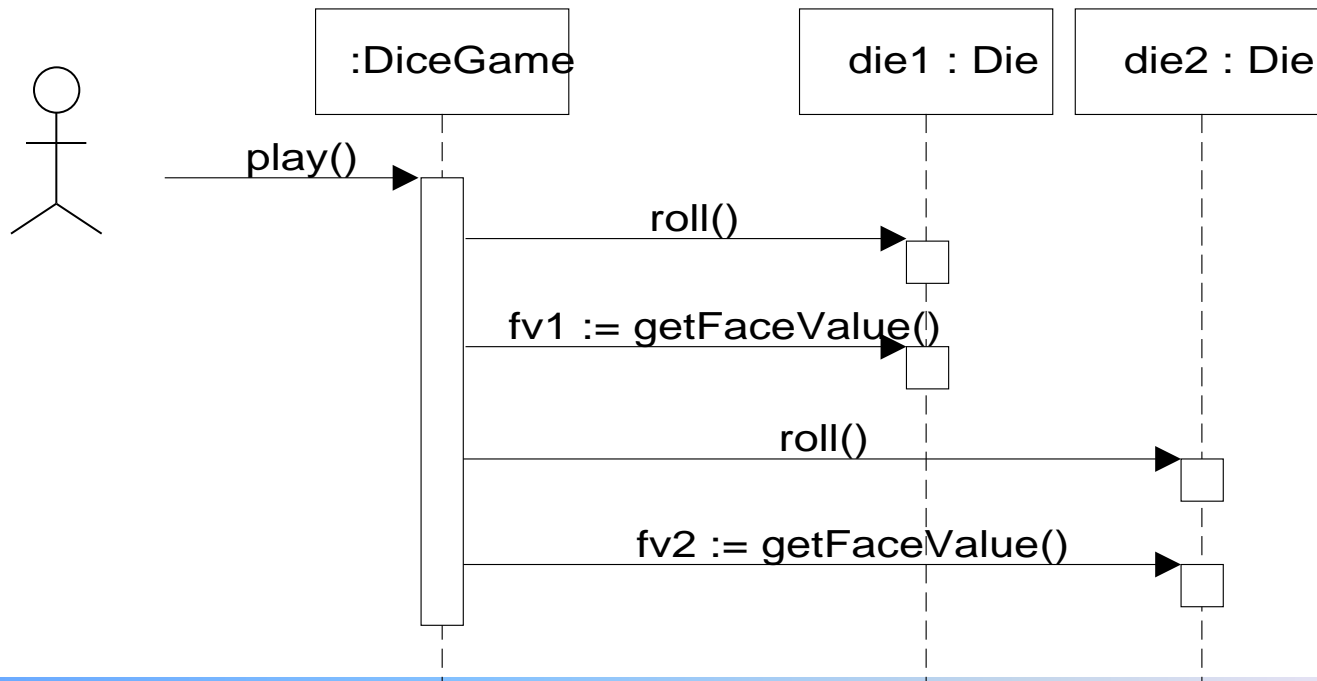 :DiceGame
die1 : Die
die2 : Die
play()
roll()
fv1 := getFaceValue()
roll()
fv2 := getFaceValue()